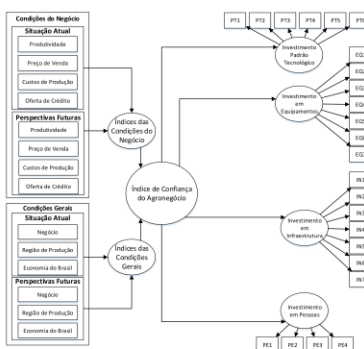 Condições do Negócio
Situação Atual
Produtividade
Preço de Venda
Custos de Produção
Oferta de Crédito
Perspectivas Futuras
Produtividade
Preço de Venda
Custos de Produção
Oferta de Crédito
Condições Gerais
Situação Atual
Negócio
Região de Produção
Economia do Brasil
Perspectivas Futuras
Negócio
Região de Produção
Economia do Brasil
Índices das
Condições do
Negócio
Índice de Confiança
do Agronegócio
Índices das
Condições
Gerais
PT1 PT2 PT3 PT4 PT5
Investimento
Padrão
Tecnológico
Investimento
em
Equipamentos
Investimento
em
Infraestrutura
Investimento
em Pessoas
PE1 PE2 PE3 PE4